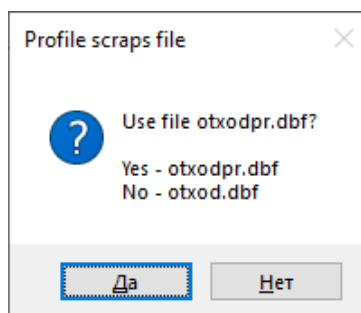 Profile scraps file
?
Use file otxodpr.dbf?
Yes - otxodpr.dbf
No - otxod.dbf
Да
Нет